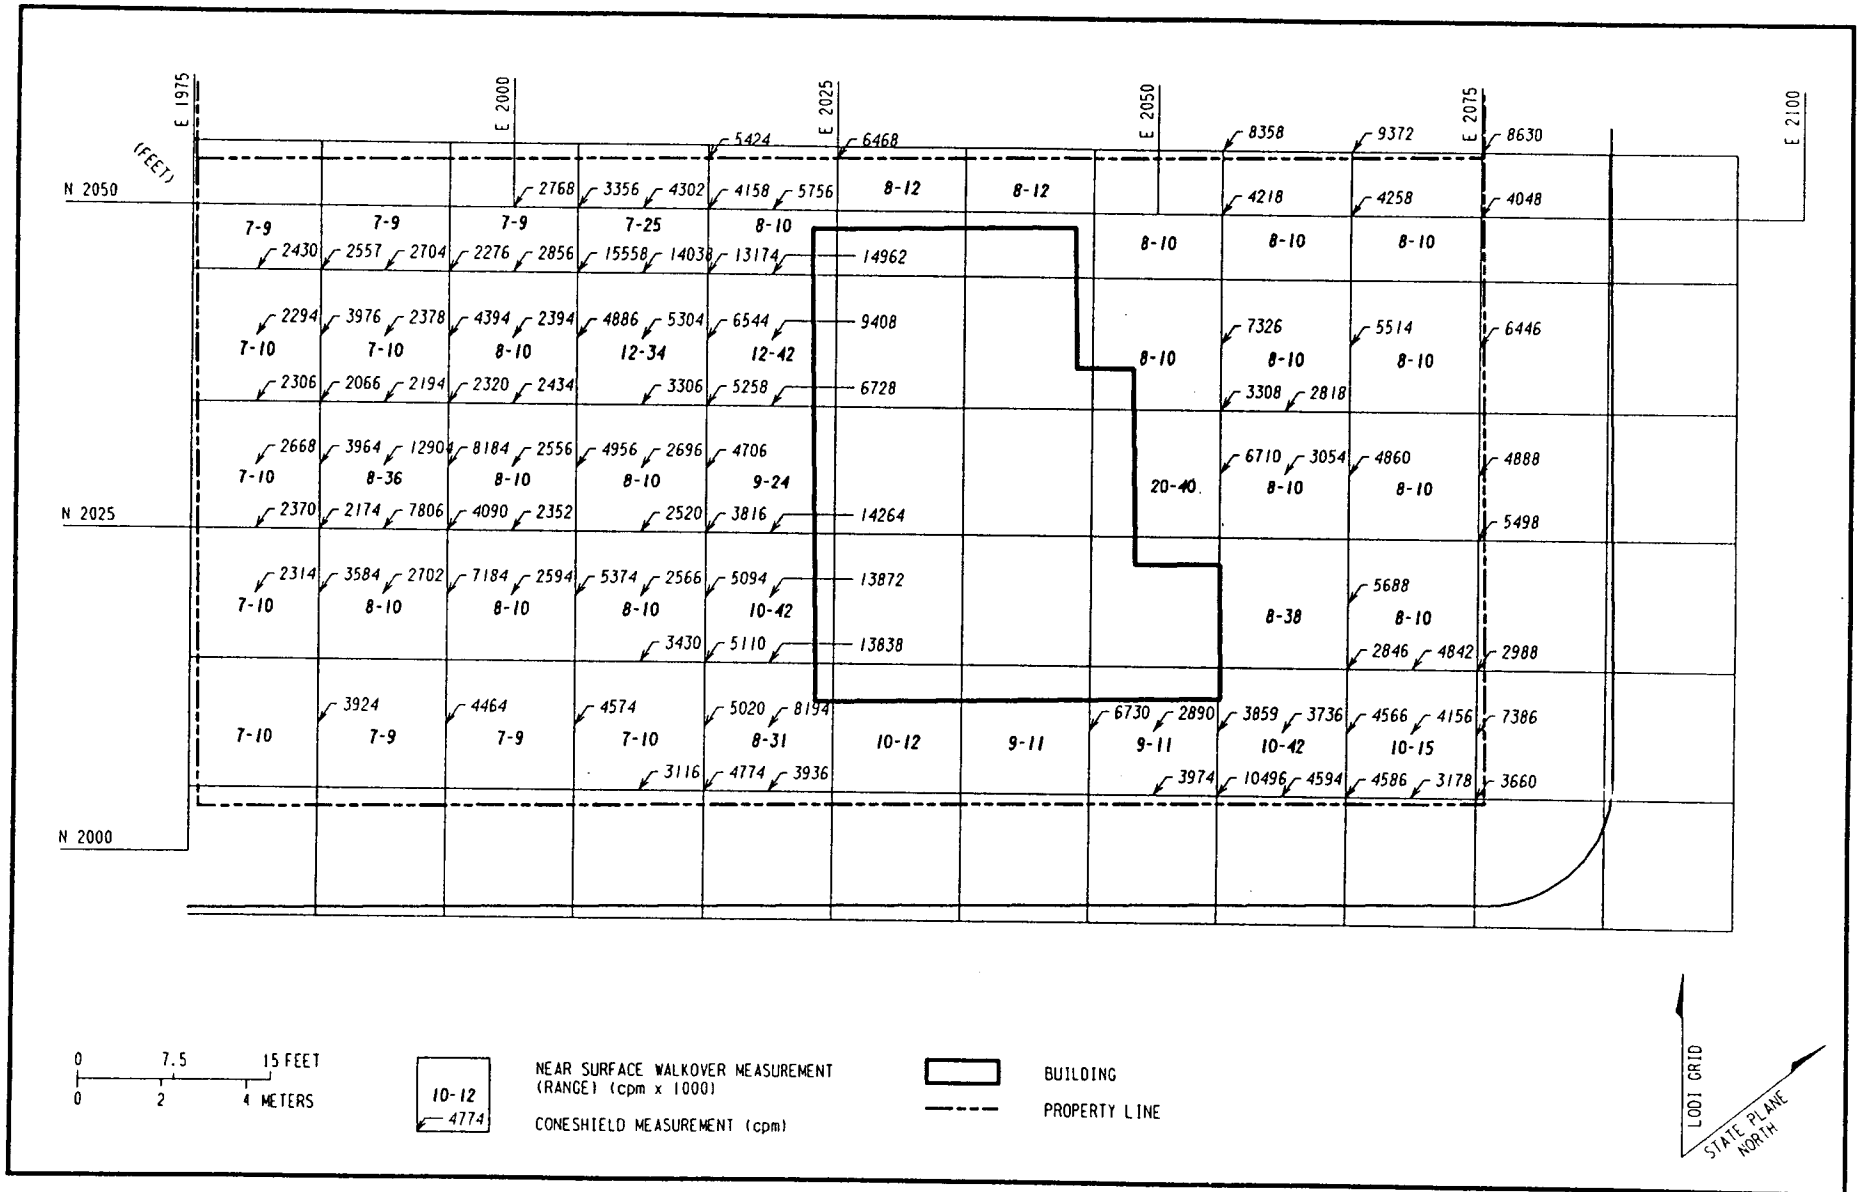 E 1975
E 2000
E 2025
E 2050
E 2075
E 2100
(FEET)
5424 6468 8358 9372 8630
N 2050
2768 3356 4302 4158 5756 8-12 8-12 4218 4258 4048
7-9 7-9 7-9 7-25 8-10 8-10 8-10 8-10
2430 2557 2704 2276 2856 15558 14038 13174 14962
2294 3976 2378 4394 2394 4886 5304 6544 9408 7326 5514 6446
7-10 7-10 8-10 12-34 12-42 8-10 8-10 8-10
2306 2066 2194 2320 2434 3306 5258 6728 3308 2818
2668 3964 12904 8184 2556 4956 2696 4706 6710 3054 4860 4888
7-10 8-36 8-10 8-10 9-24 20-40 8-10 8-10
N 2025
2370 2174 7806 4090 2352 2520 3816 14264 5498
2314 3584 2702 7184 2594 5374 2566 5094 13872 5688
7-10 8-10 8-10 8-10 10-42 8-38 8-10
3430 5110 13838 2846 4842 2988
3924 4464 4574 5020 8194 6730 2890 3859 3736 4566 4156 7386
7-10 7-9 7-9 7-10 8-31 10-12 9-11 9-11 10-42 10-15
3116 4774 3936 3974 10496 4594 4586 3178 3660
N 2000
0 7.5 15 FEET
0 2 4 METERS
10-12
4774
NEAR SURFACE WALKOVER MEASUREMENT
(RANGE) (cpm x 1000)
CONESHIELD MEASUREMENT (cpm)
BUILDING
PROPERTY LINE
LODI GRID
STATE PLANE
NORTH